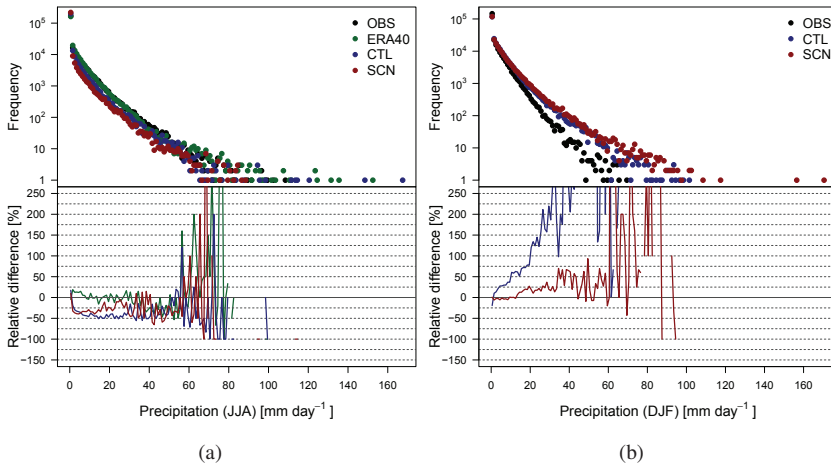 Frequency
10⁵
10⁴
10³
10²
10
1
OBS
ERA40
CTL
SCN
Relative difference [%]
250
200
150
100
50
0
−50
−100
−150
0 20 40 60 80 100 120 140 160
Precipitation (JJA) [mm day⁻¹]
(a)
Frequency
10⁵
10⁴
10³
10²
10
1
OBS
CTL
SCN
Relative difference [%]
250
200
150
100
50
0
−50
−100
−150
0 20 40 60 80 100 120 140 160
Precipitation (DJF) [mm day⁻¹]
(b)